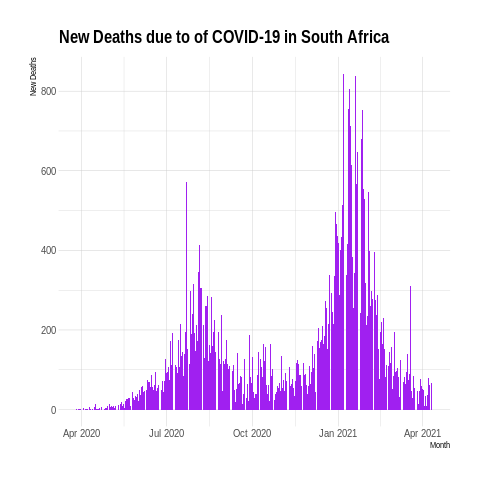 New Deaths due to of COVID-19 in South Africa
New Deaths
800
600
400
200
0
Apr 2020 Jul 2020 Oct 2020 Jan 2021 Apr 2021
Month